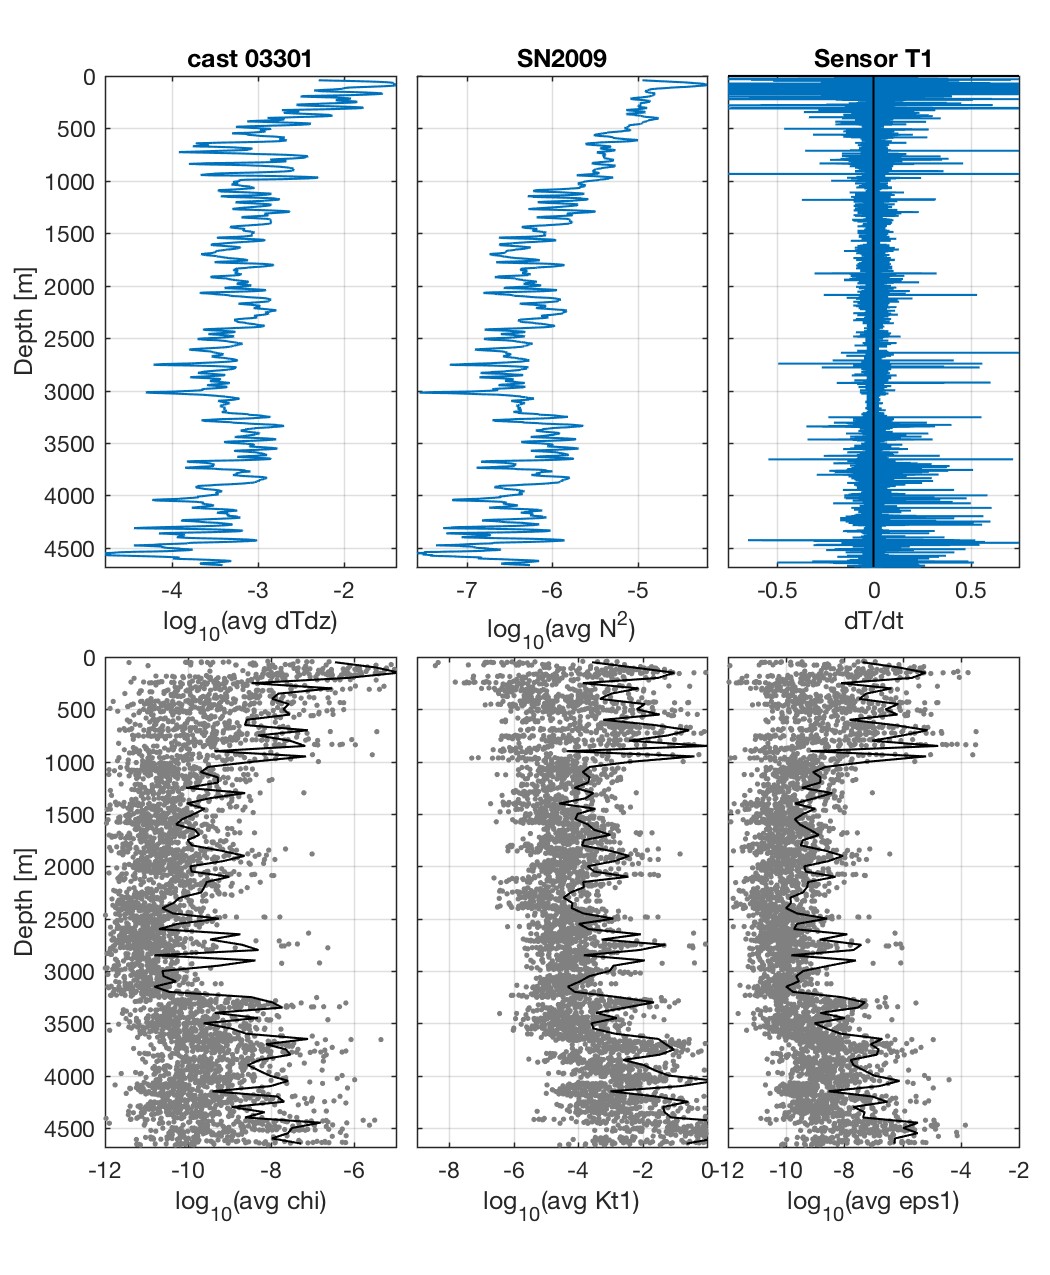 cast 03301
SN2009
Sensor T1
0
500
1000
1500
2000
2500
3000
3500
4000
4500
Depth [m]
-4 -3 -2
-7 -6 -5
-0.5 0 0.5
log10(avg dTdz)
log10(avg N2)
dT/dt
0
500
1000
1500
2000
2500
3000
3500
4000
4500
Depth [m]
-12 -10 -8 -6
-8 -6 -4 -2 0
-12 -10 -8 -6 -4 -2
log10(avg chi)
log10(avg Kt1)
log10(avg eps1)